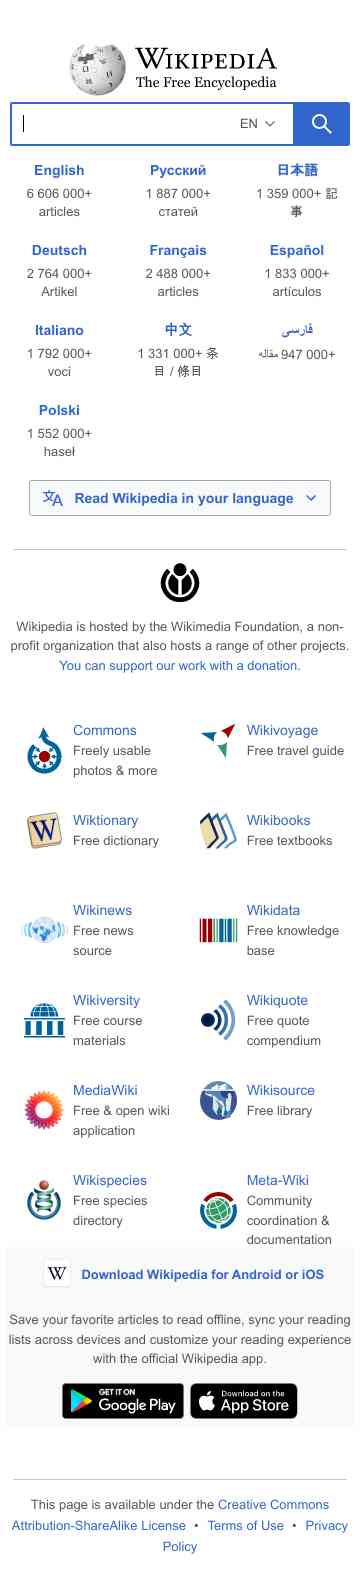 WIKIPEDIA
The Free Encyclopedia
EN
English
6 606 000+
articles
Русский
1 887 000+
статей
日本語
1 359 000+ 記
事
Deutsch
2 764 000+
Artikel
Français
2 488 000+
articles
Español
1 833 000+
artículos
Italiano
1 792 000+
voci
中文
1 331 000+ 条
目 / 條目
فارسی
947 000+ مقاله
Polski
1 552 000+
haseł
文A Read Wikipedia in your language
Wikipedia is hosted by the Wikimedia Foundation, a non-
profit organization that also hosts a range of other projects.
You can support our work with a donation.
Commons
Freely usable
photos & more
Wikivoyage
Free travel guide
W
Wiktionary
Free dictionary
Wikibooks
Free textbooks
Wikinews
Free news
source
Wikidata
Free knowledge
base
Wikiversity
Free course
materials
Wikiquote
Free quote
compendium
MediaWiki
Free & open wiki
application
Wikisource
Free library
Wikispecies
Free species
directory
Meta-Wiki
Community
coordination &
documentation
W Download Wikipedia for Android or iOS
Save your favorite articles to read offline, sync your reading
lists across devices and customize your reading experience
with the official Wikipedia app.
GET IT ON
Google Play
Download on the
App Store
This page is available under the Creative Commons
Attribution-ShareAlike License • Terms of Use • Privacy
Policy